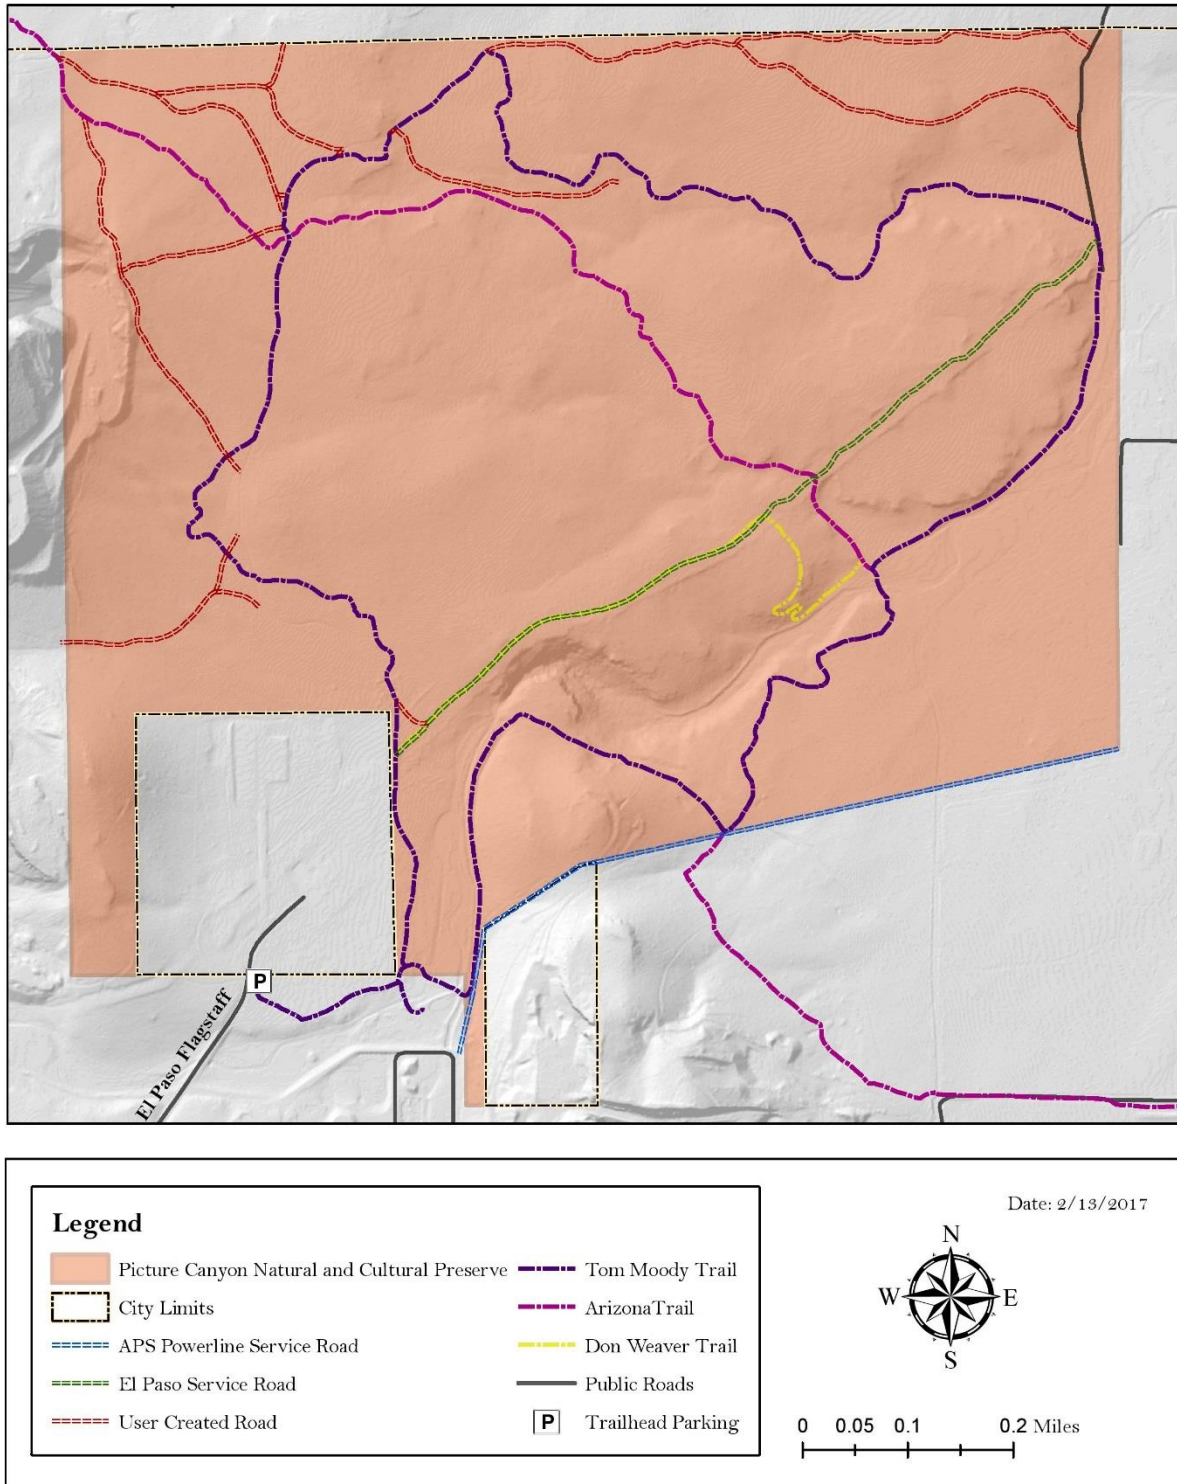 P
El Paso Flagstaff
Legend
Picture Canyon Natural and Cultural Preserve
City Limits
APS Powerline Service Road
El Paso Service Road
User Created Road
Tom Moody Trail
ArizonaTrail
Don Weaver Trail
Public Roads
P Trailhead Parking
Date: 2/13/2017
N
W E
S
0 0.05 0.1 0.2 Miles